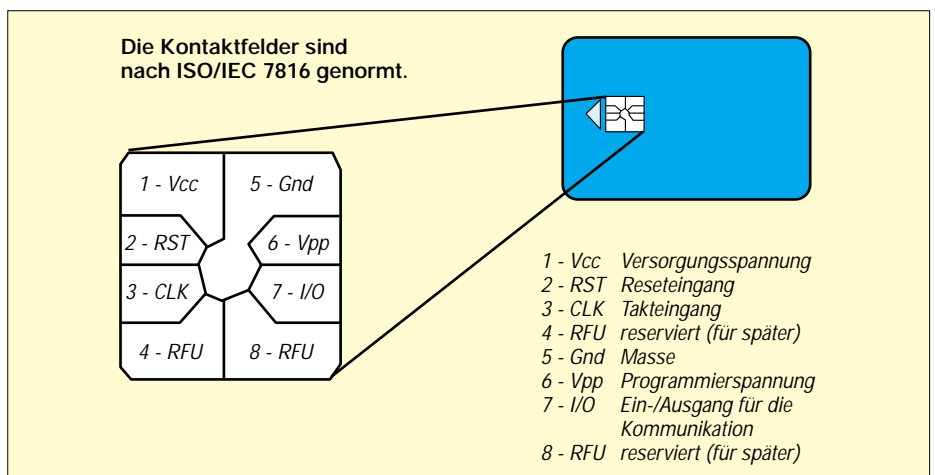 Die Kontaktfelder sind
nach ISO/IEC 7816 genormt.
1 - Vcc
5 - Gnd
2 - RST
6 - Vpp
3 - CLK
7 - I/O
4 - RFU
8 - RFU
1 - Vcc Versorgungsspannung
2 - RST Reseteingang
3 - CLK Takteingang
4 - RFU reserviert (für später)
5 - Gnd Masse
6 - Vpp Programmierspannung
7 - I/O Ein-/Ausgang für die
Kommunikation
8 - RFU reserviert (für später)